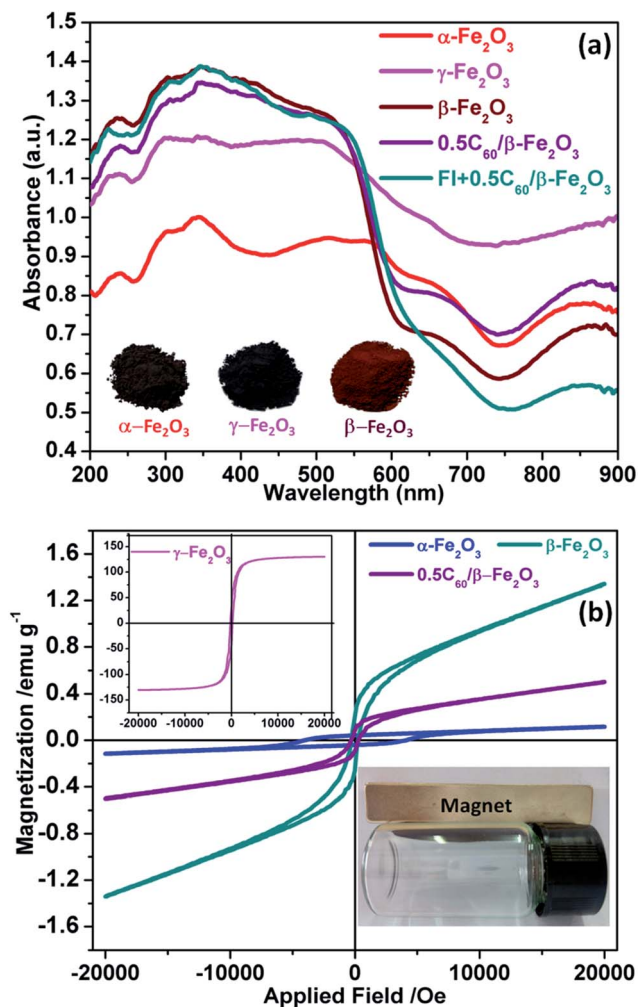 (a)
α-Fe₂O₃
γ-Fe₂O₃
β-Fe₂O₃
0.5C₆₀/β-Fe₂O₃
Fl+0.5C₆₀/β-Fe₂O₃
Absorbance (a.u.)
1.5
1.4
1.3
1.2
1.1
1.0
0.9
0.8
0.7
0.6
0.5
0.4
α–Fe₂O₃ γ–Fe₂O₃ β–Fe₂O₃
200 300 400 500 600 700 800 900
Wavelength (nm)
(b)
α-Fe₂O₃ β-Fe₂O₃
0.5C₆₀/β–Fe₂O₃
Magnetization /emu g⁻¹
1.6
1.2
0.8
0.4
0.0
-0.4
-0.8
-1.2
-1.6
γ–Fe₂O₃
150
100
50
0
-50
-100
-150
-20000 -10000 0 10000 20000
Magnet
-20000 -10000 0 10000 20000
Applied Field /Oe